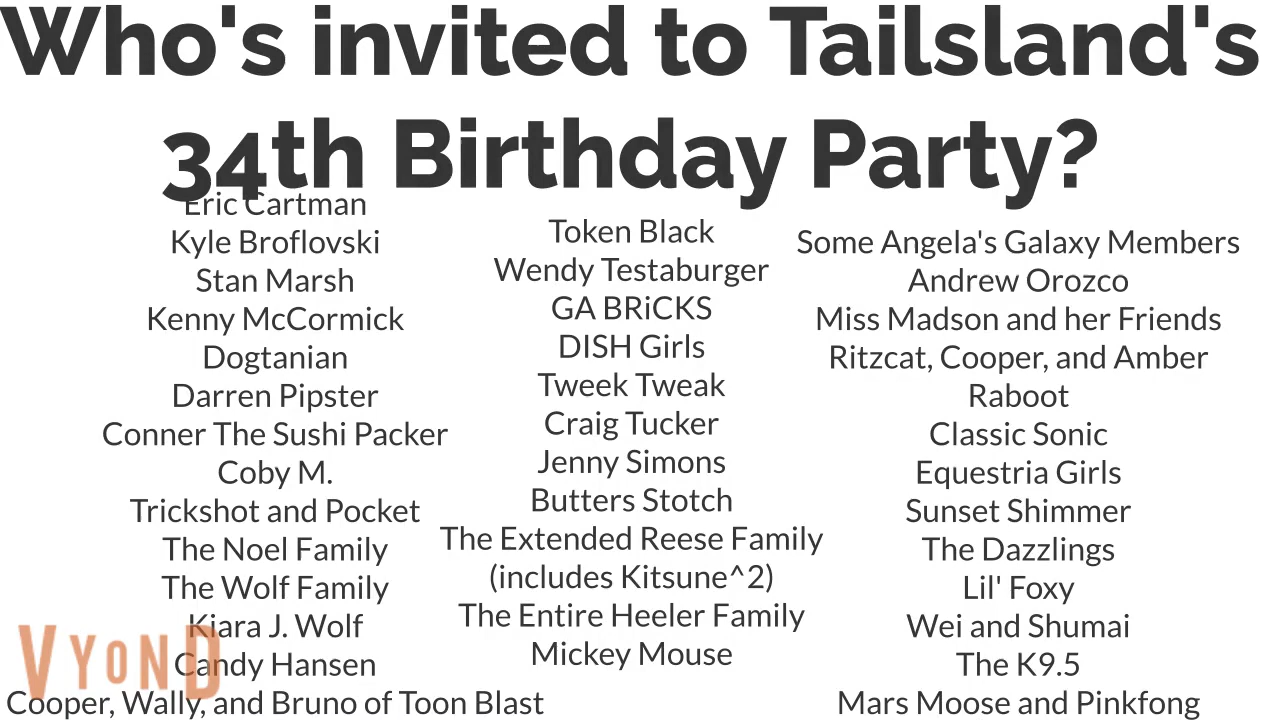 Who's invited to Tailsland's
34th Birthday Party?
Eric Cartman
Kyle Broflovski
Stan Marsh
Kenny McCormick
Dogtanian
Darren Pipster
Conner The Sushi Packer
Coby M.
Trickshot and Pocket
The Noel Family
The Wolf Family
Kiara J. Wolf
Candy Hansen
Cooper, Wally, and Bruno of Toon Blast
Token Black
Wendy Testaburger
GA BRiCKS
DISH Girls
Tweek Tweak
Craig Tucker
Jenny Simons
Butters Stotch
The Extended Reese Family
(includes Kitsune^2)
The Entire Heeler Family
Mickey Mouse
Some Angela's Galaxy Members
Andrew Orozco
Miss Madson and her Friends
Ritzcat, Cooper, and Amber
Raboot
Classic Sonic
Equestria Girls
Sunset Shimmer
The Dazzlings
Lil' Foxy
Wei and Shumai
The K9.5
Mars Moose and Pinkfong
VYOND